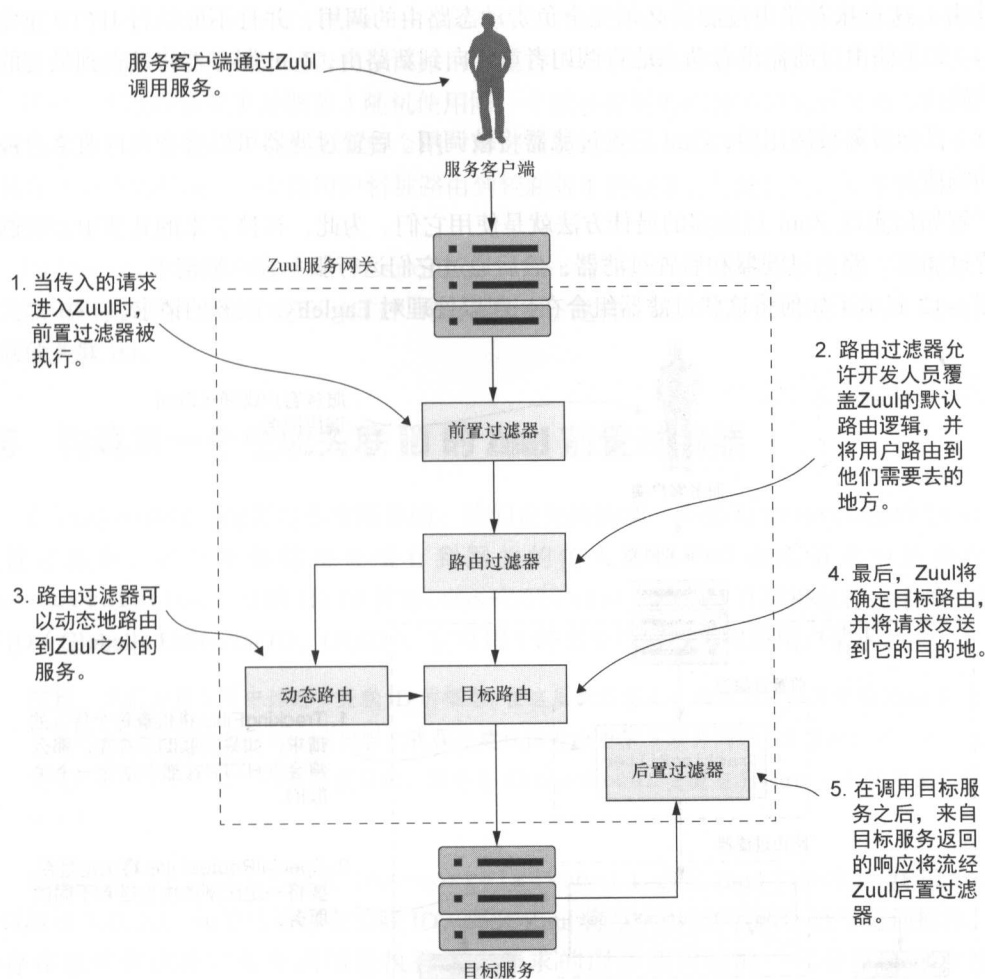 服务客户端通过Zuul
调用服务。
服务客户端
Zuul服务网关
1. 当传入的请求
进入Zuul时，
前置过滤器被
执行。
前置过滤器
2. 路由过滤器允
许开发人员覆
盖Zuul的默认
路由逻辑，并
将用户路由到
他们需要去的
地方。
路由过滤器
3. 路由过滤器可
以动态地路由
到Zuul之外的
服务。
4. 最后，Zuul将
确定目标路由，
并将请求发送
到它的目的地。
动态路由
目标路由
后置过滤器
5. 在调用目标服
务之后，来自
目标服务返回
的响应将流经
Zuul后置过滤
器。
目标服务